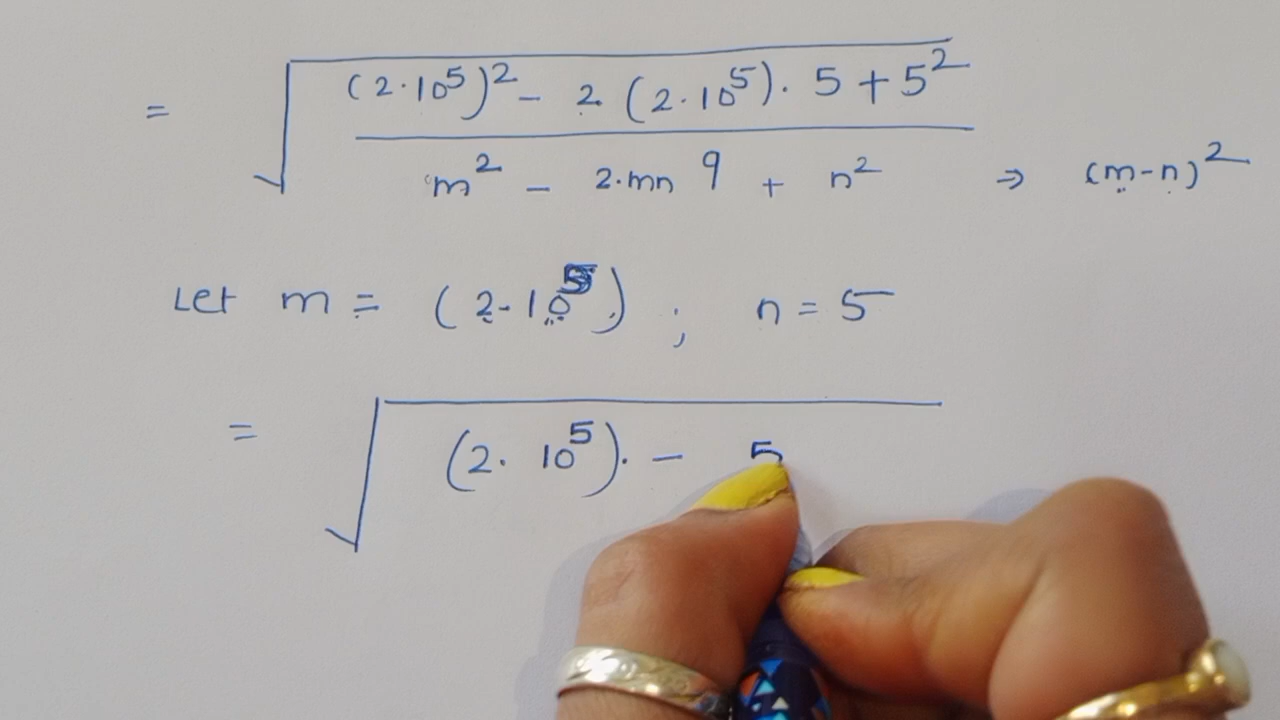 = √((2·10⁵)² - 2 (2·10⁵)· 5 + 5²
m² - 2·mn 9 + n² ⇒ (m-n)²
Let m = (2·10⁵) ; n = 5
= √((2· 10⁵)· - 5